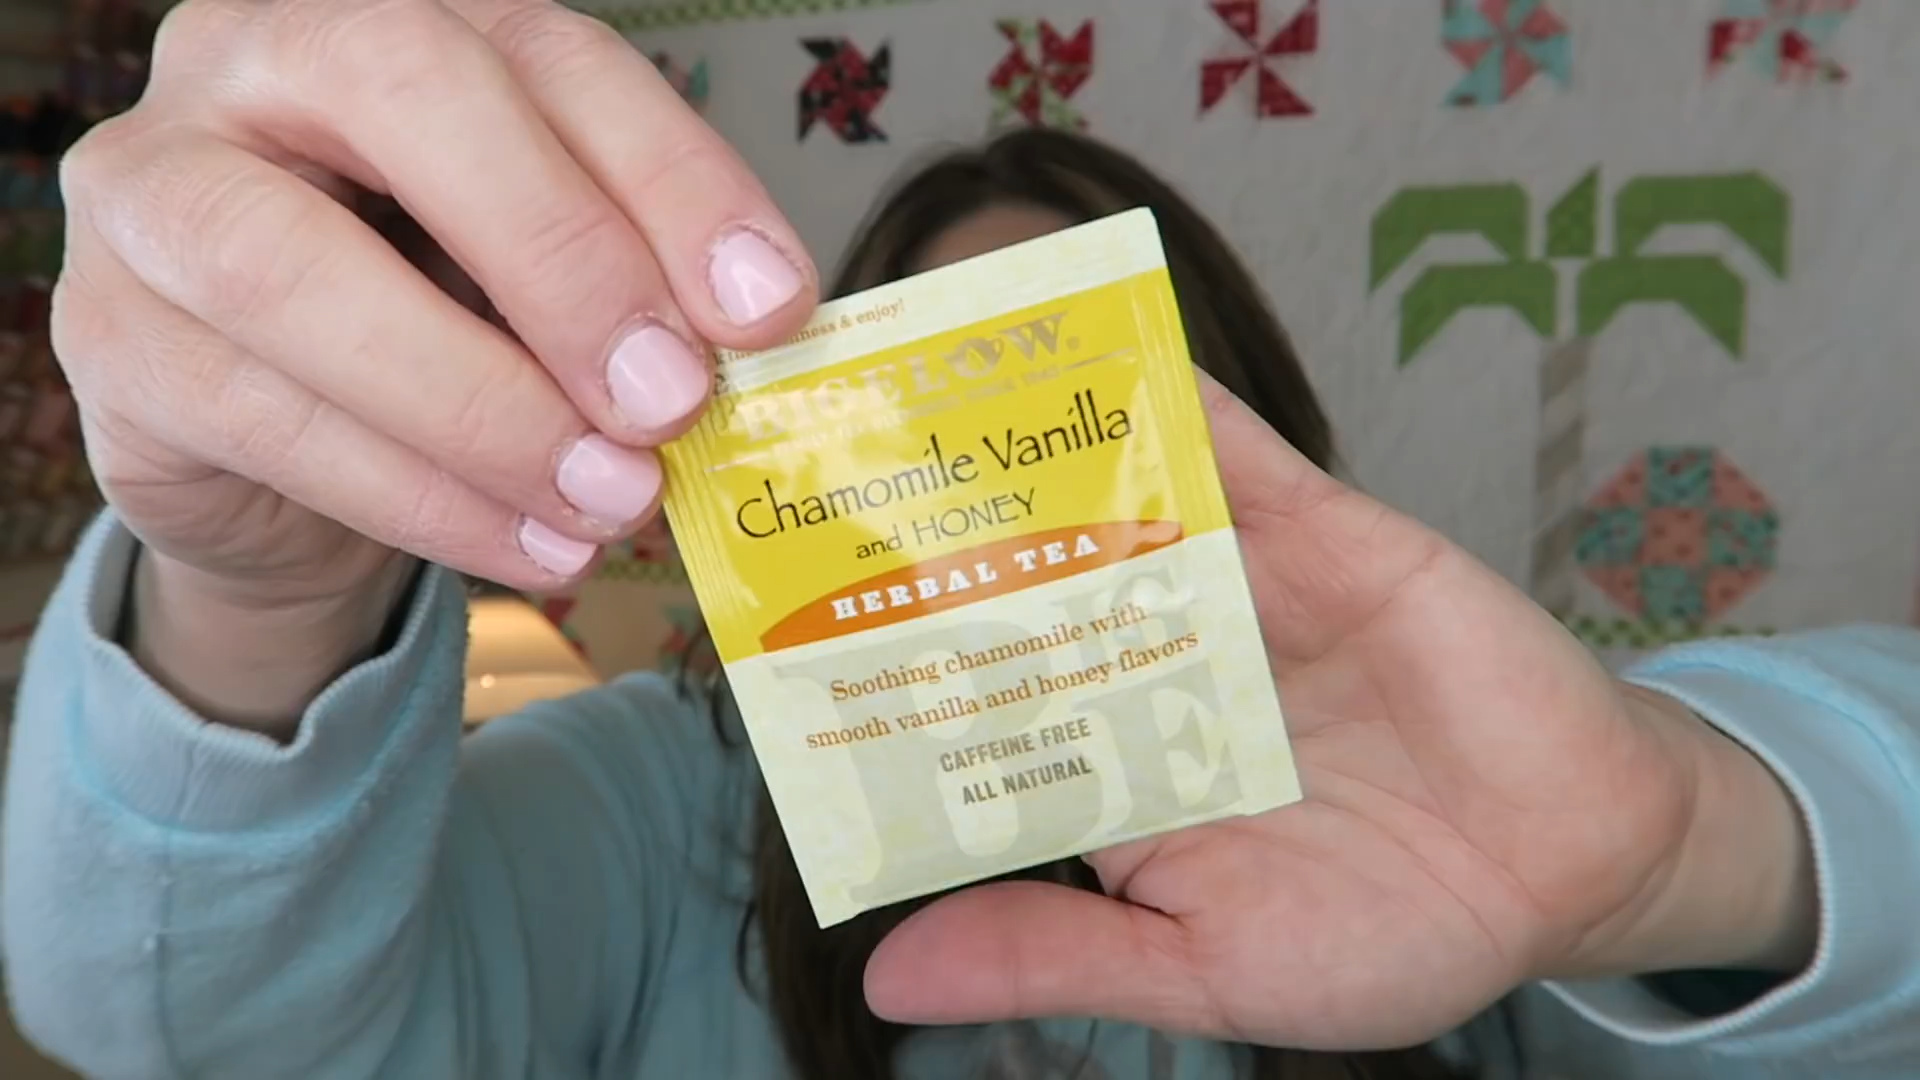 & enjoy!
BIGELOW®
Chamomile Vanilla
and HONEY
HERBAL TEA
Soothing chamomile with
smooth vanilla and honey flavors
CAFFEINE FREE
ALL NATURAL